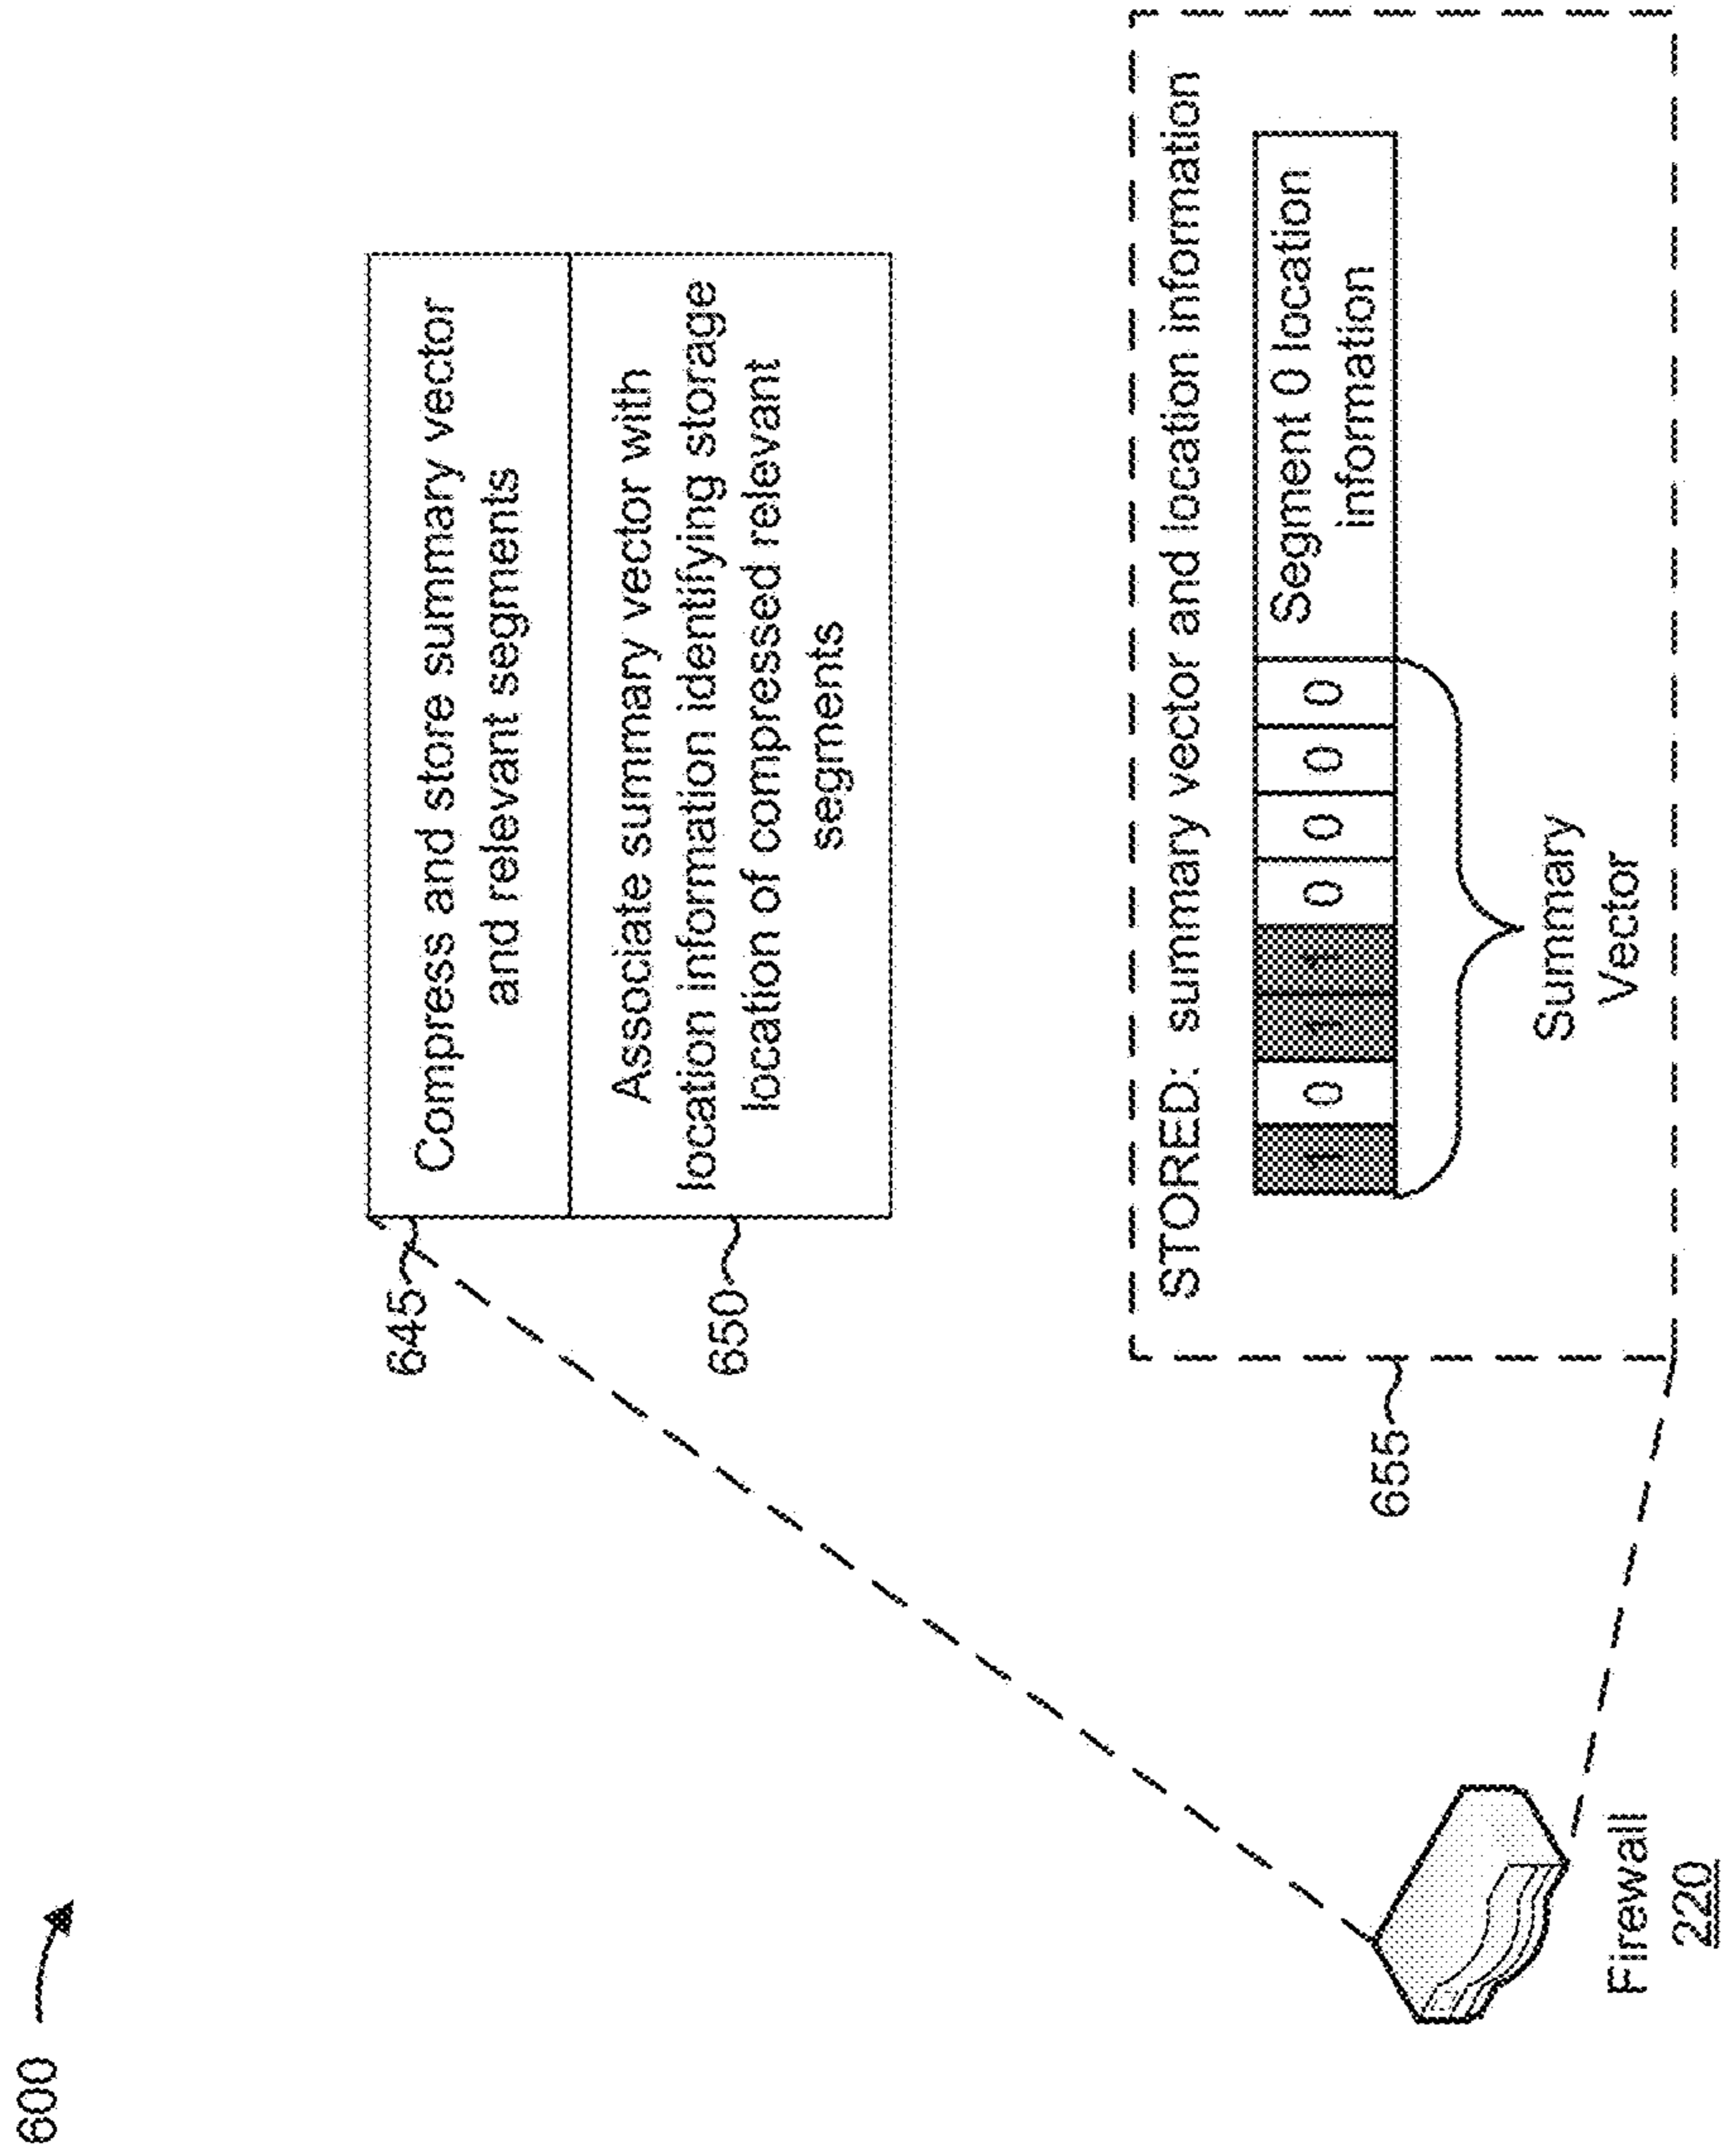 600
645
Compress and store summary vector
and relevant segments
650
Associate summary vector with
location information identifying storage
location of compressed relevant
segments
655
STORED: summary vector and location information
1 0 1 1 0 0 0 0
Segment 0 location
information
Summary
Vector
Firewall
220